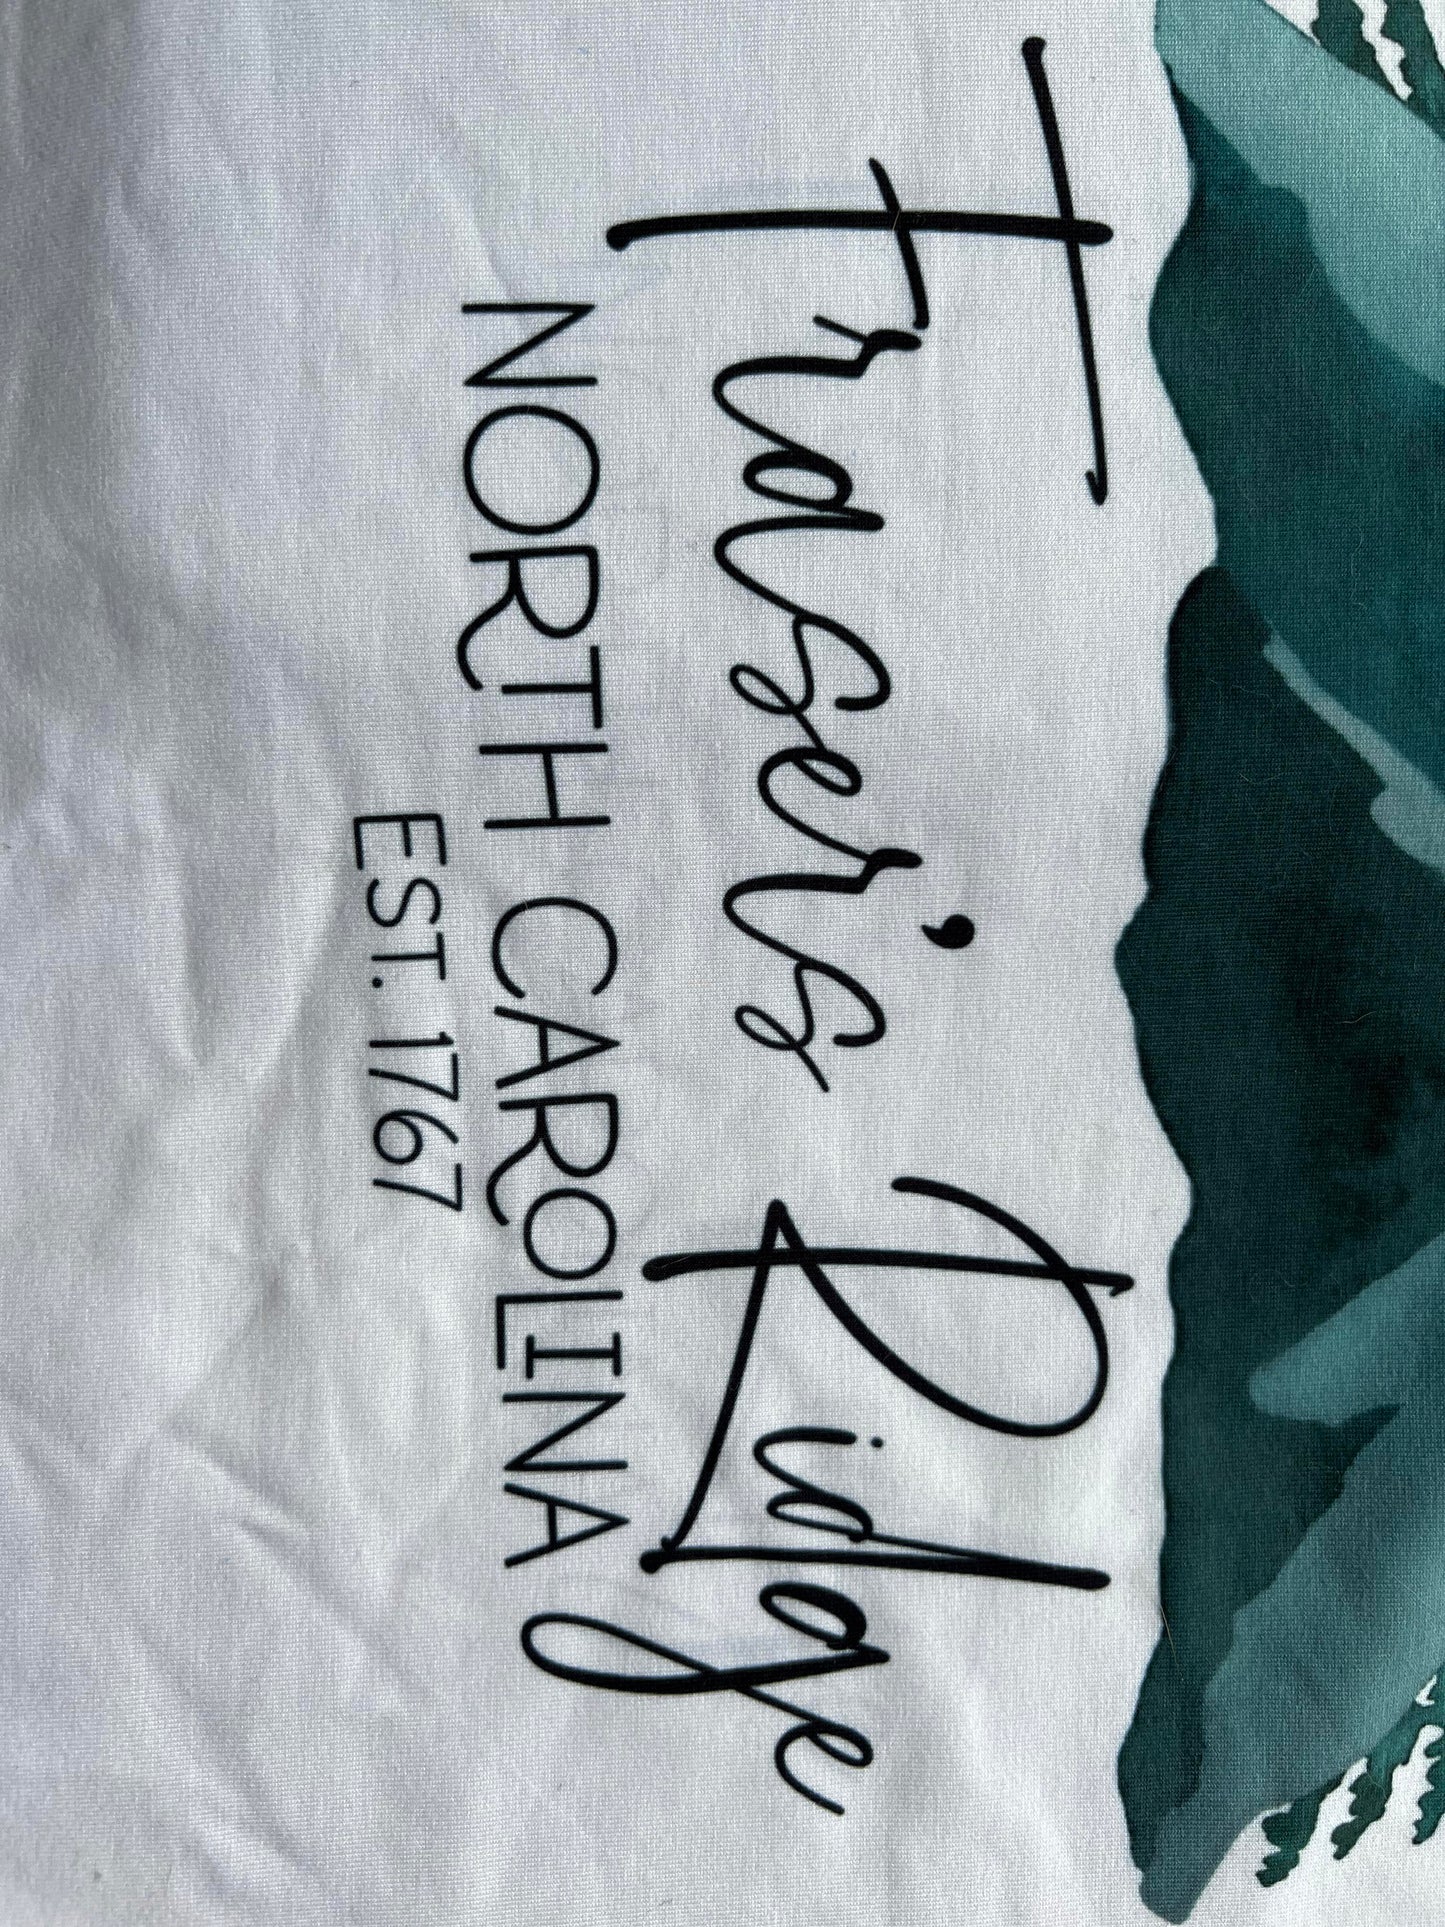 Fraser's Ridge
NORTH CAROLINA
EST. 1767